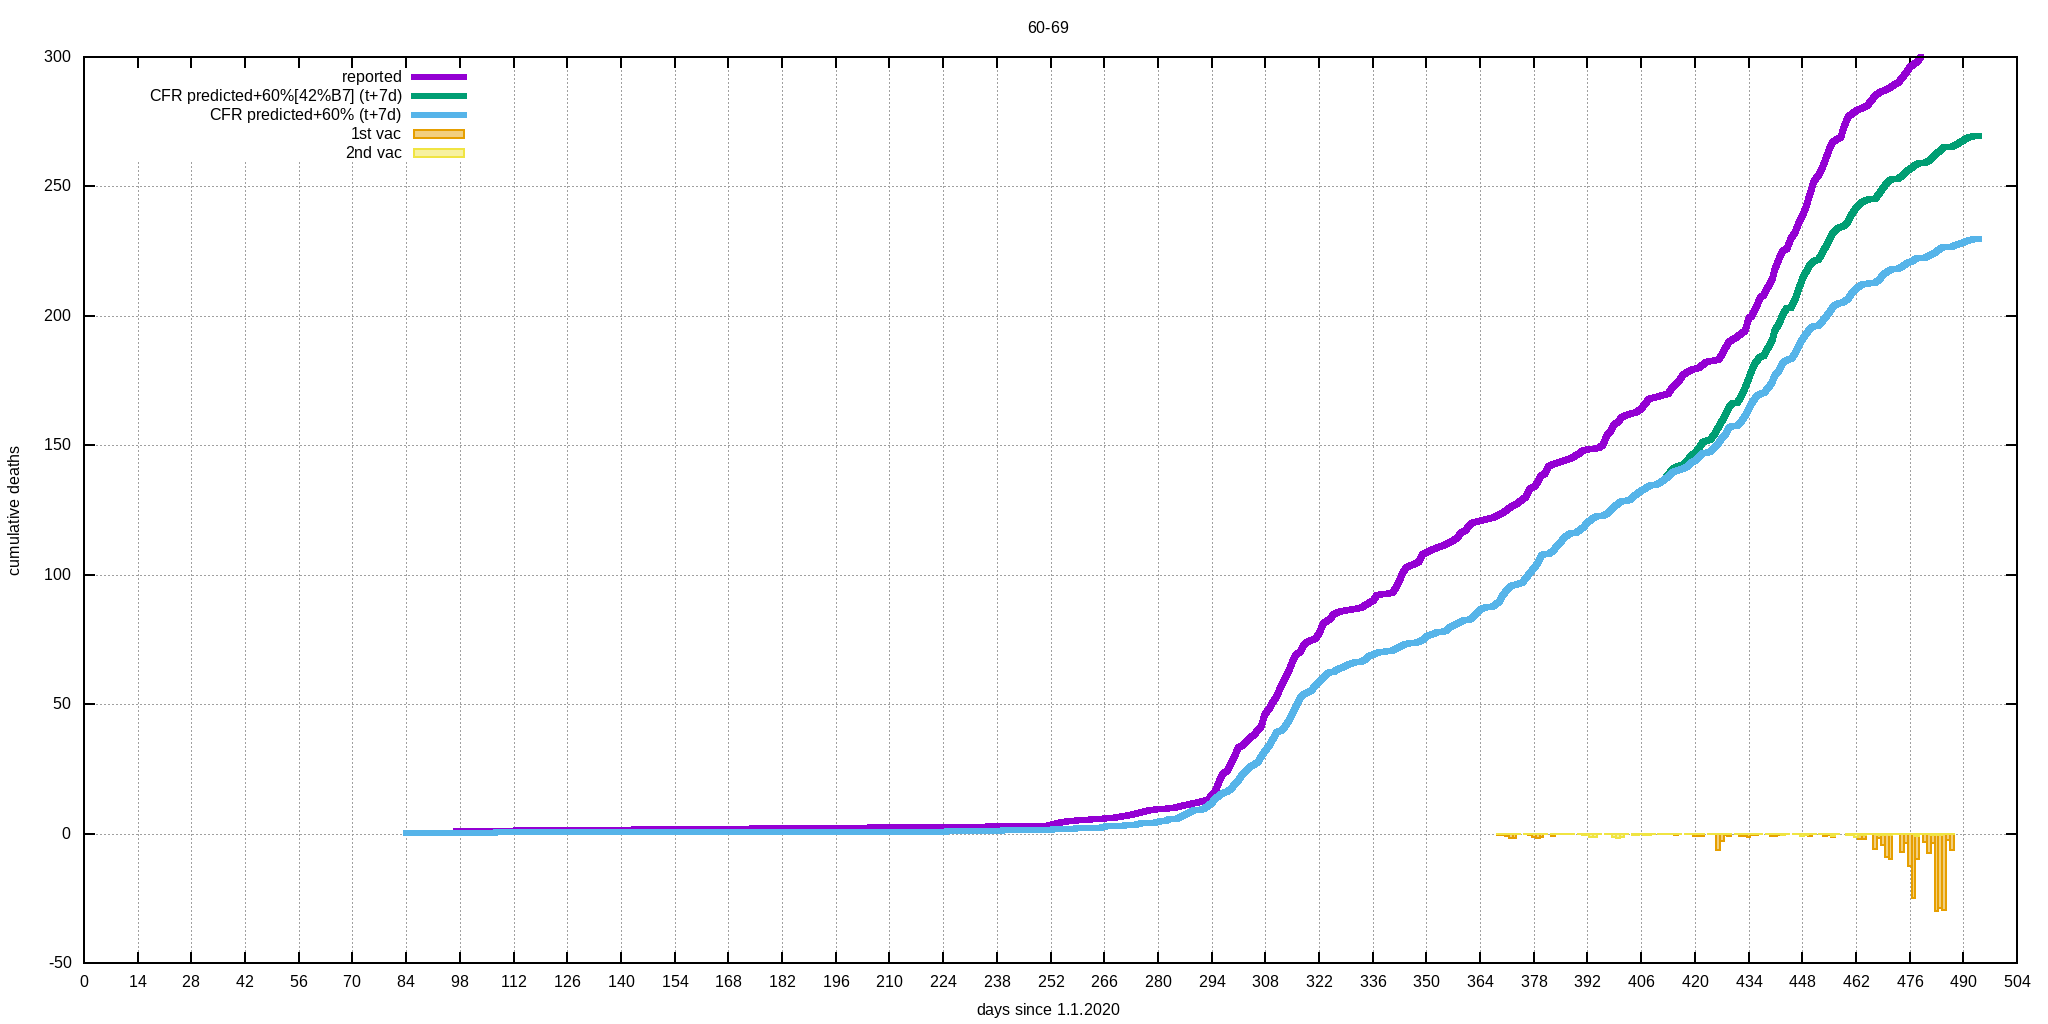 60-69
300
250
200
150
100
50
0
-50
cumulative deaths
reported
CFR predicted+60%[42%B7] (t+7d)
CFR predicted+60% (t+7d)
1st vac
2nd vac
0 14 28 42 56 70 84 98 112 126 140 154 168 182 196 210 224 238 252 266 280 294 308 322 336 350 364 378 392 406 420 434 448 462 476 490 504
days since 1.1.2020